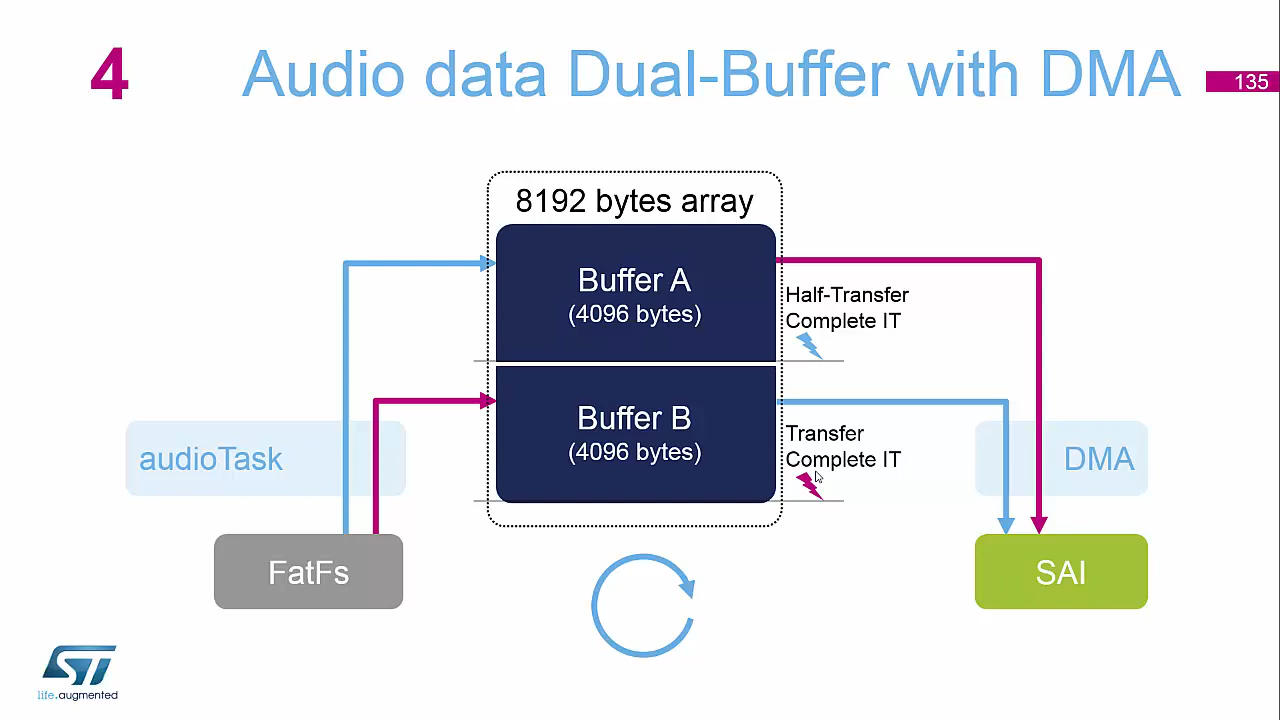 4
Audio data Dual-Buffer with DMA
135
8192 bytes array
Buffer A
(4096 bytes)
Half-Transfer
Complete IT
Buffer B
(4096 bytes)
Transfer
Complete IT
audioTask
DMA
FatFs
SAI
ST
life.augmented